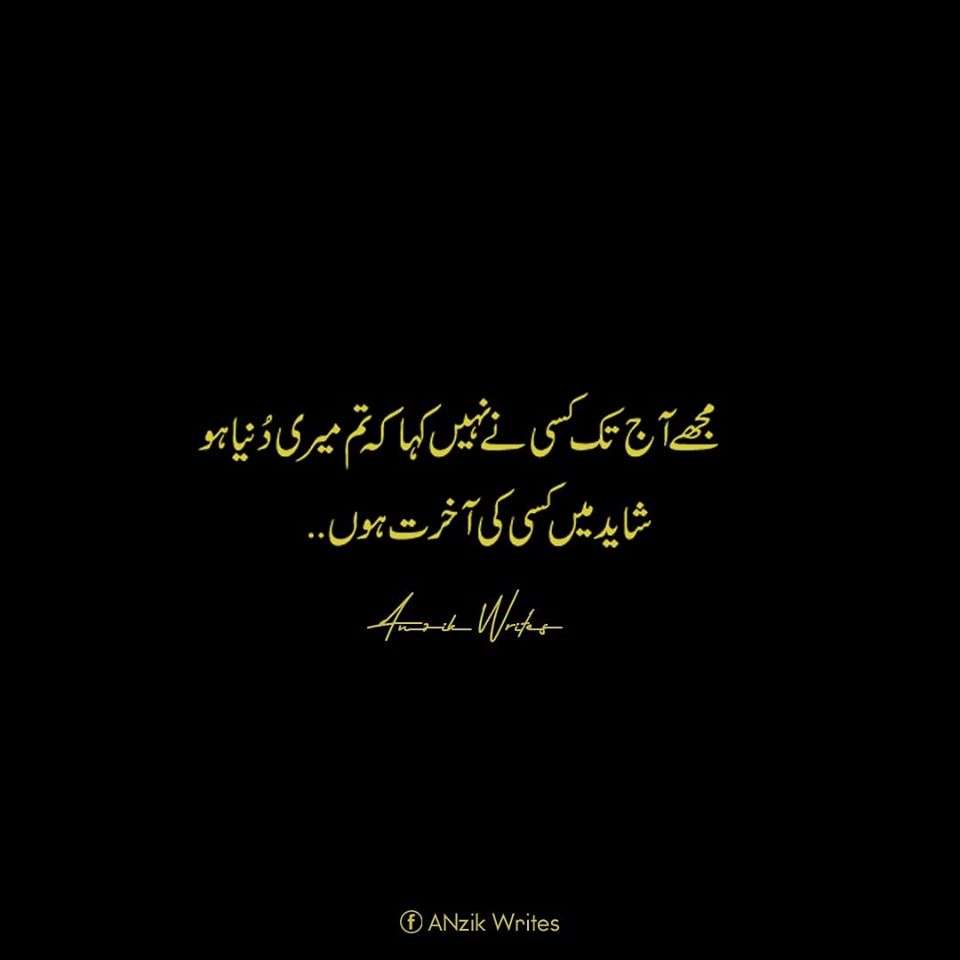 مجھے آج تک کسی نے نہیں کہا کہ تم میری دُنیا ہو
شاید میں کسی کی آخرت ہوں..
Anzik Writes
ANzik Writes